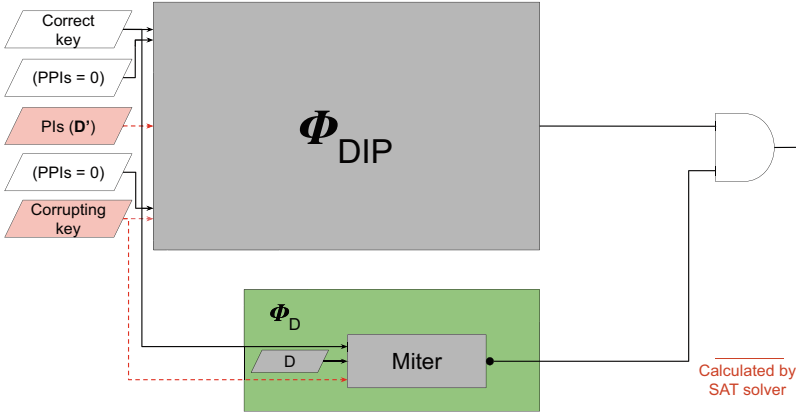 Correct
key
(PPIs = 0)
PIs (D')
(PPIs = 0)
Corrupting
key
Φ DIP
Φ D
D
Miter
Calculated by
SAT solver